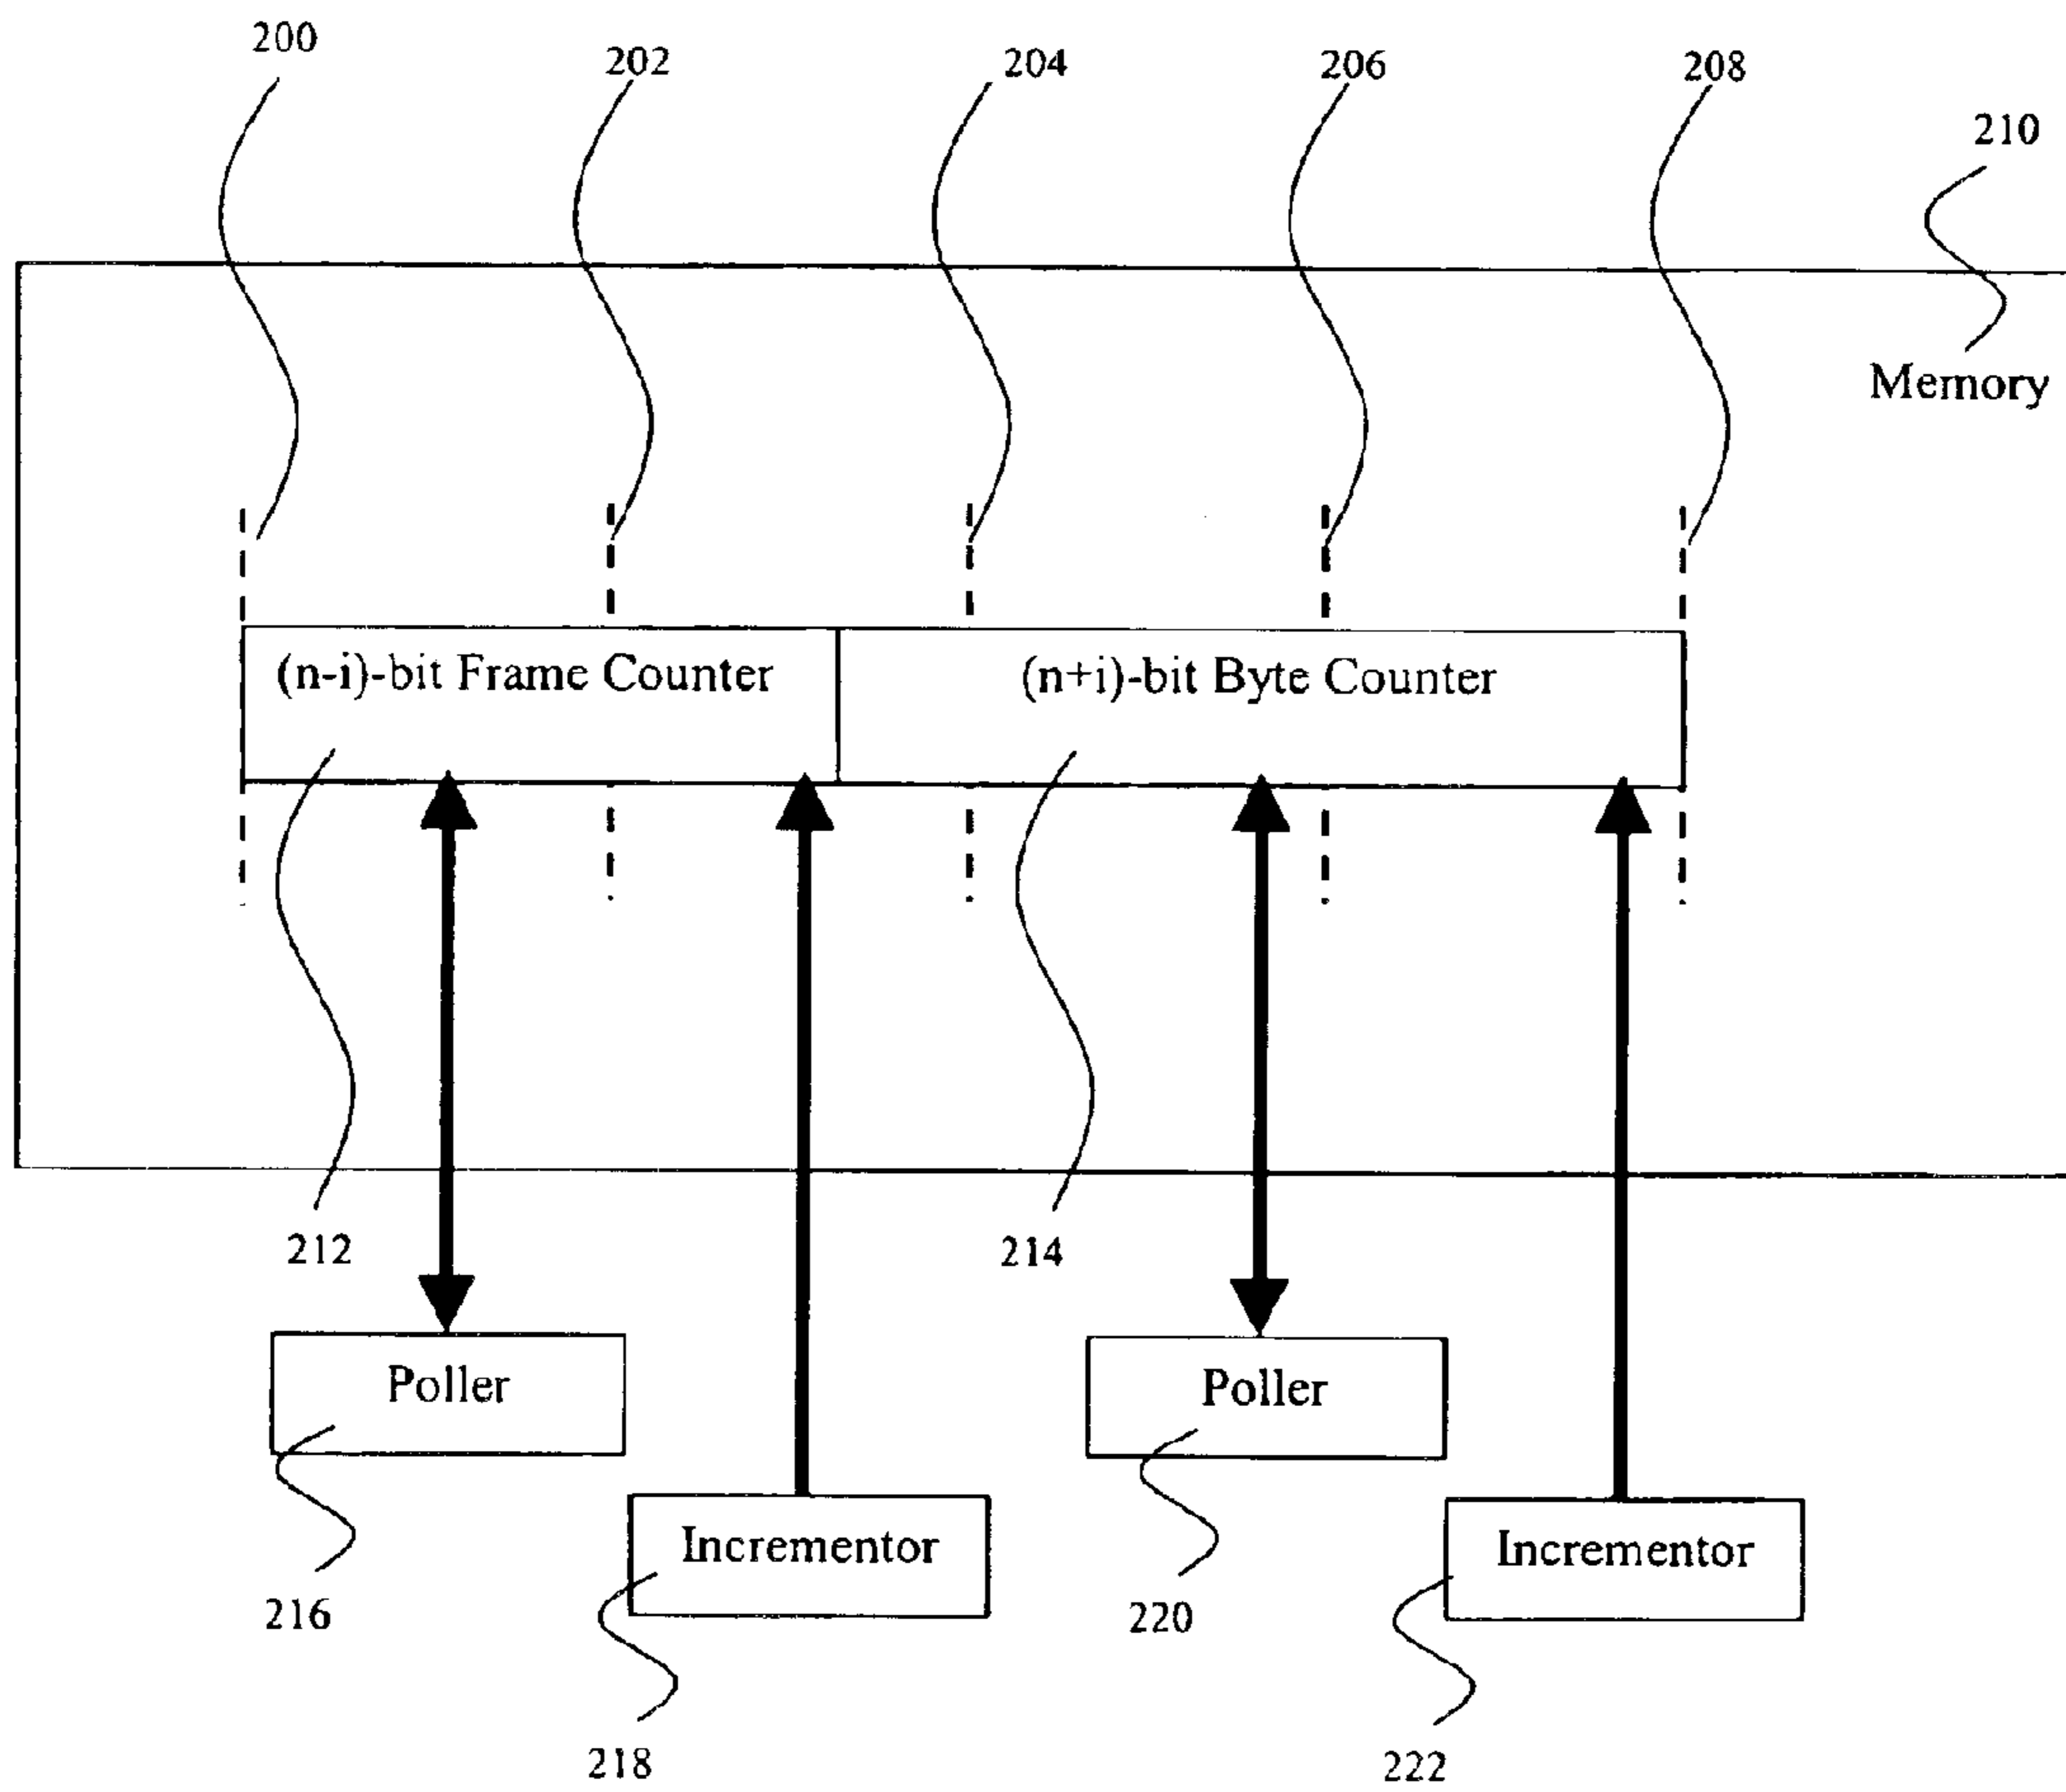 200
202
204
206
208
210
Memory
(n-i)-bit Frame Counter
(n+i)-bit Byte Counter
212
214
Poller
Poller
Incrementor
Incrementor
216
220
218
222